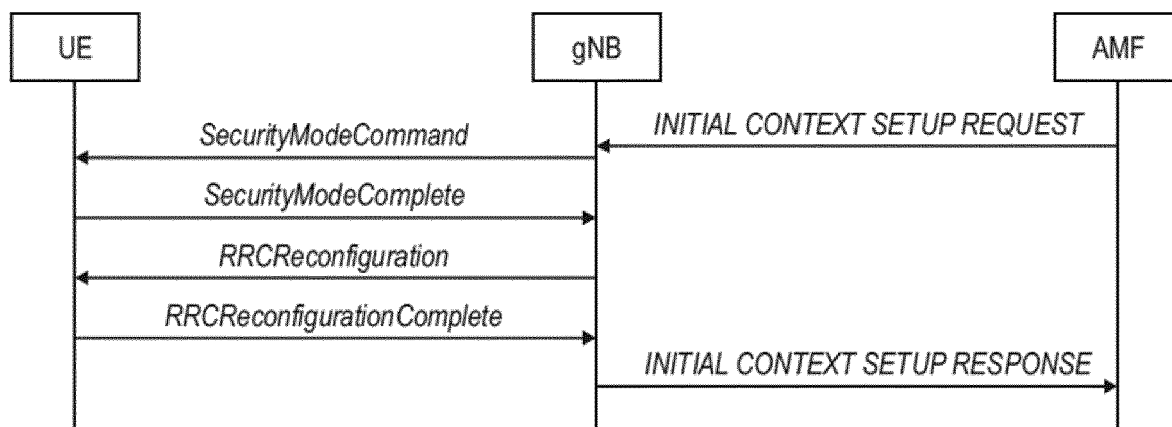 UE
gNB
AMF
INITIAL CONTEXT SETUP REQUEST
SecurityModeCommand
SecurityModeComplete
RRCReconfiguration
RRCReconfigurationComplete
INITIAL CONTEXT SETUP RESPONSE